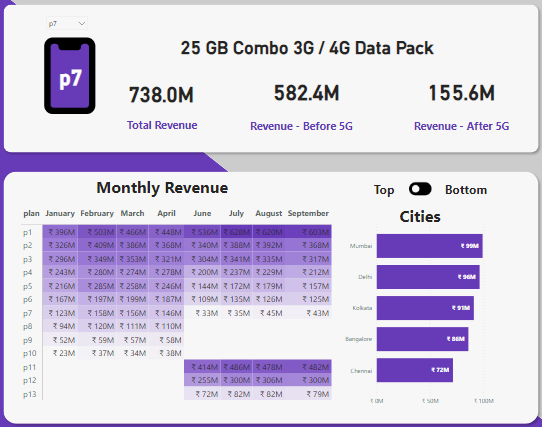 p7
p7
25 GB Combo 3G / 4G Data Pack
738.0M 582.4M 155.6M
Total Revenue Revenue - Before 5G Revenue - After 5G
Monthly Revenue
Top Bottom
Cities
plan January February March April June July August September
p1 ₹ 396M ₹ 503M ₹ 466M ₹ 448M ₹ 536M ₹ 628M ₹ 620M ₹ 603M
p2 ₹ 326M ₹ 409M ₹ 386M ₹ 368M ₹ 340M ₹ 388M ₹ 392M ₹ 368M
p3 ₹ 296M ₹ 349M ₹ 353M ₹ 321M ₹ 304M ₹ 341M ₹ 335M ₹ 317M
p4 ₹ 243M ₹ 280M ₹ 274M ₹ 278M ₹ 200M ₹ 237M ₹ 229M ₹ 212M
p5 ₹ 216M ₹ 285M ₹ 258M ₹ 246M ₹ 144M ₹ 172M ₹ 179M ₹ 157M
p6 ₹ 167M ₹ 197M ₹ 199M ₹ 187M ₹ 109M ₹ 135M ₹ 126M ₹ 125M
p7 ₹ 123M ₹ 158M ₹ 156M ₹ 146M ₹ 33M ₹ 35M ₹ 45M ₹ 43M
p8 ₹ 94M ₹ 120M ₹ 111M ₹ 110M
p9 ₹ 52M ₹ 59M ₹ 57M ₹ 58M
p10 ₹ 23M ₹ 37M ₹ 34M ₹ 38M
p11 ₹ 414M ₹ 486M ₹ 478M ₹ 482M
p12 ₹ 255M ₹ 300M ₹ 306M ₹ 300M
p13 ₹ 72M ₹ 82M ₹ 82M ₹ 79M
Mumbai ₹ 99M
Delhi ₹ 96M
Kolkata ₹ 91M
Bangalore ₹ 86M
Chennai ₹ 72M
₹ 0M ₹ 50M ₹ 100M